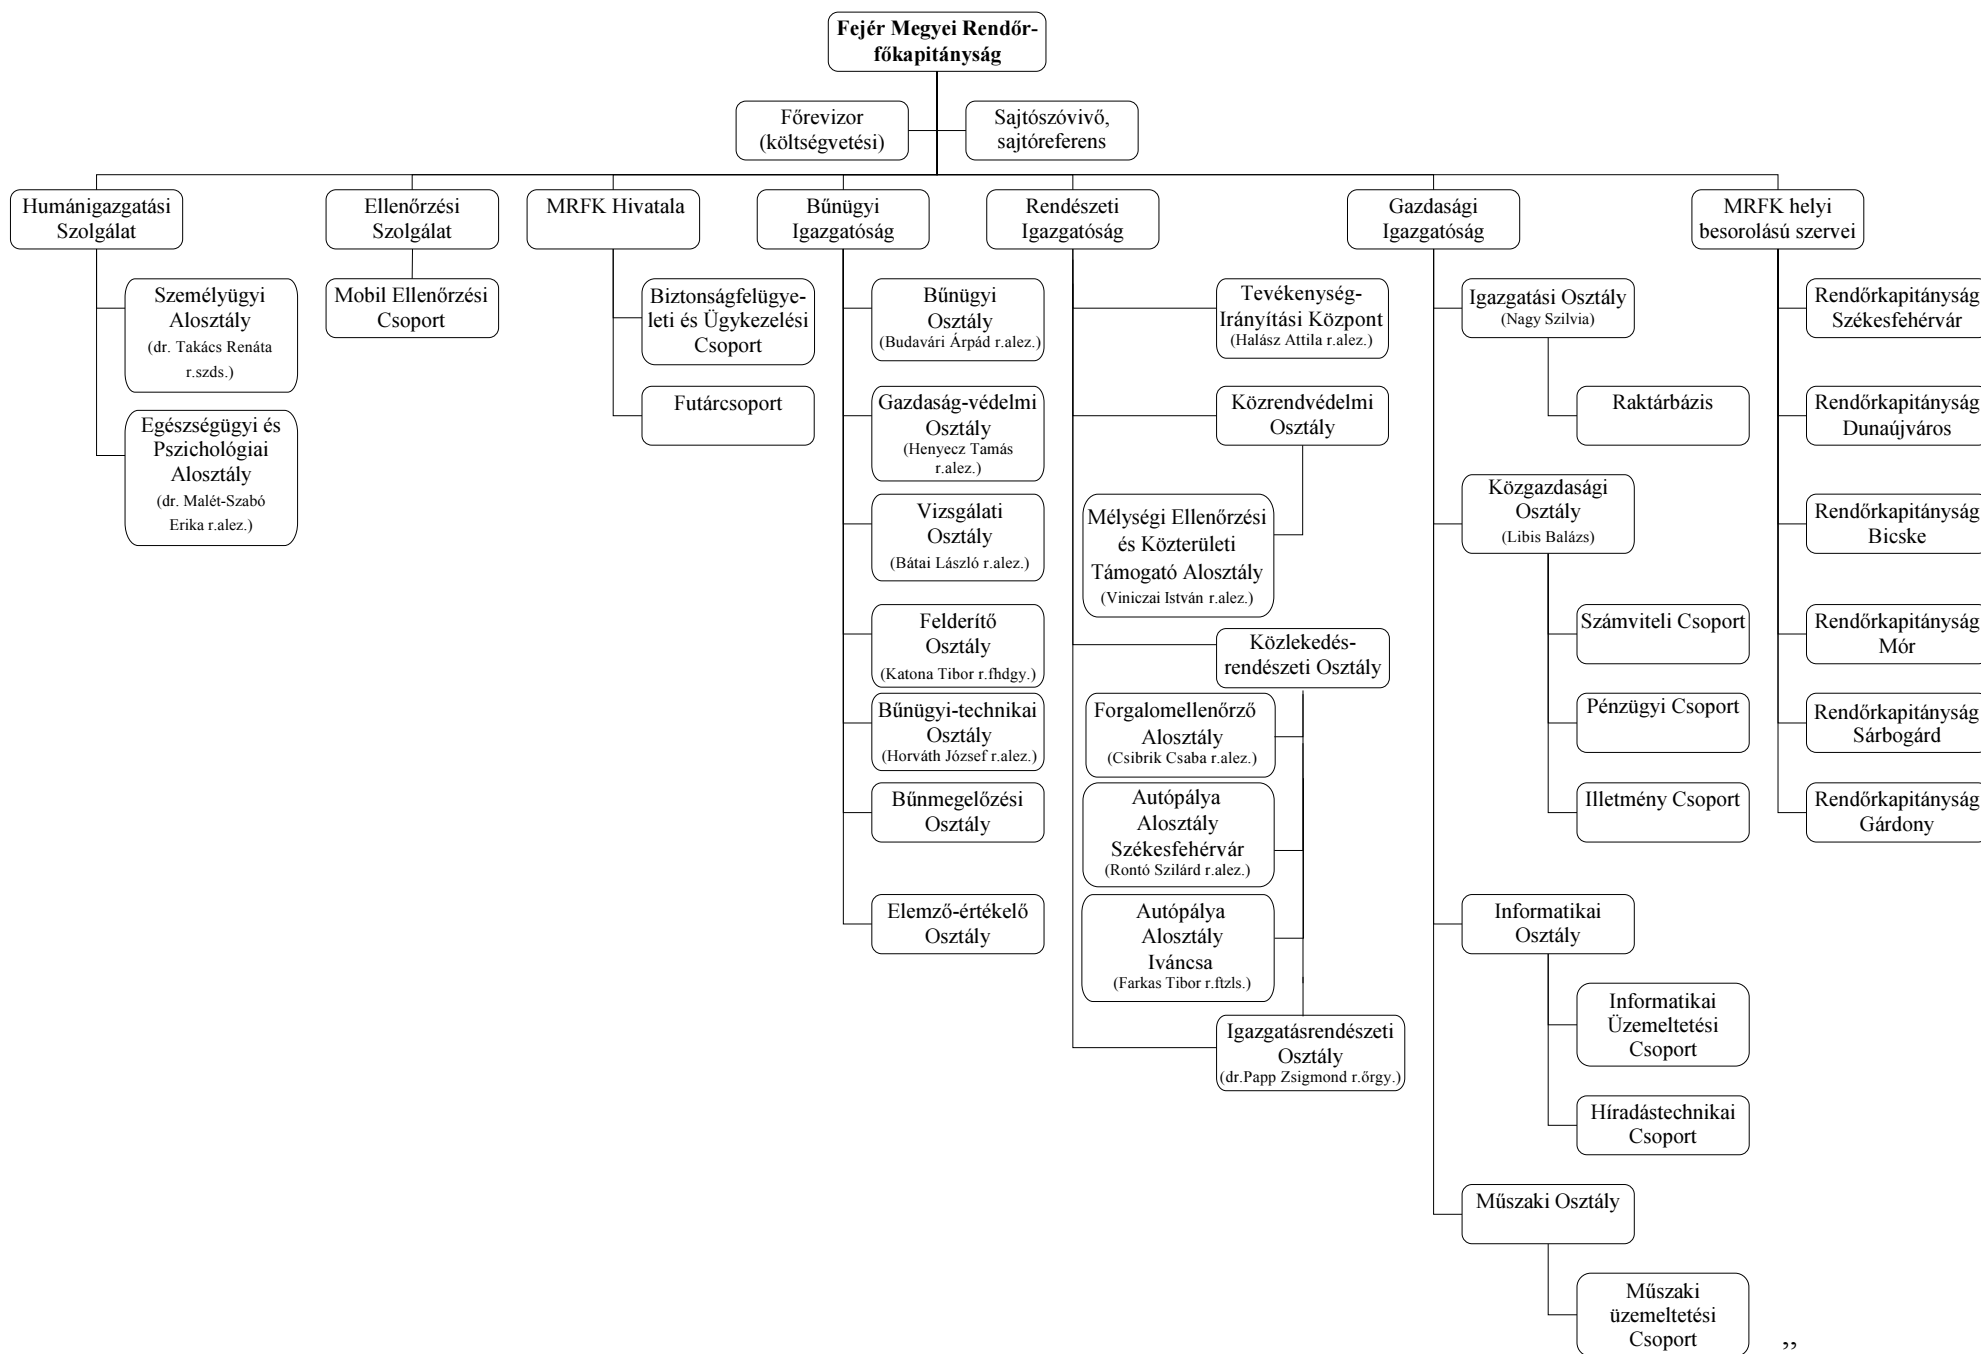 Fejér Megyei Rendőr-
főkapitányság
Főrevizor
(költségvetési)
Sajtószóvivő,
sajtóreferens
Humánigazgatási
Szolgálat
Ellenőrzési
Szolgálat
MRFK Hivatala
Bűnügyi
Igazgatóság
Rendészeti
Igazgatóság
Gazdasági
Igazgatóság
MRFK helyi
besorolású szervei
Személyügyi
Alosztály
(dr. Takács Renáta
r.szds.)
Egészségügyi és
Pszichológiai
Alosztály
(dr. Malét-Szabó
Erika r.alez.)
Mobil Ellenőrzési
Csoport
Biztonságfelügye-
leti és Ügykezelési
Csoport
Futárcsoport
Bűnügyi
Osztály
(Budavári Árpád r.alez.)
Gazdaság-védelmi
Osztály
(Henyecz Tamás
r.alez.)
Vizsgálati
Osztály
(Bátai László r.alez.)
Felderítő
Osztály
(Katona Tibor r.fhdgy.)
Bűnügyi-technikai
Osztály
(Horváth József r.alez.)
Bűnmegelőzési
Osztály
Elemző-értékelő
Osztály
Tevékenység-
Irányítási Központ
(Halász Attila r.alez.)
Közrendvédelmi
Osztály
Mélységi Ellenőrzési
és Közterületi
Támogató Alosztály
(Viniczai István r.alez.)
Közlekedés-
rendészeti Osztály
Forgalomellenőrző
Alosztály
(Csibrik Csaba r.alez.)
Autópálya
Alosztály
Székesfehérvár
(Rontó Szilárd r.alez.)
Autópálya
Alosztály
Iváncsa
(Farkas Tibor r.ftzls.)
Igazgatásrendészeti
Osztály
(dr.Papp Zsigmond r.őrgy.)
Igazgatási Osztály
(Nagy Szilvia)
Raktárbázis
Közgazdasági
Osztály
(Libis Balázs)
Számviteli Csoport
Pénzügyi Csoport
Illetmény Csoport
Informatikai
Osztály
Informatikai
Üzemeltetési
Csoport
Híradástechnikai
Csoport
Műszaki Osztály
Műszaki
üzemeltetési
Csoport
Rendőrkapitányság
Székesfehérvár
Rendőrkapitányság
Dunaújváros
Rendőrkapitányság
Bicske
Rendőrkapitányság
Mór
Rendőrkapitányság
Sárbogárd
Rendőrkapitányság
Gárdony
,,